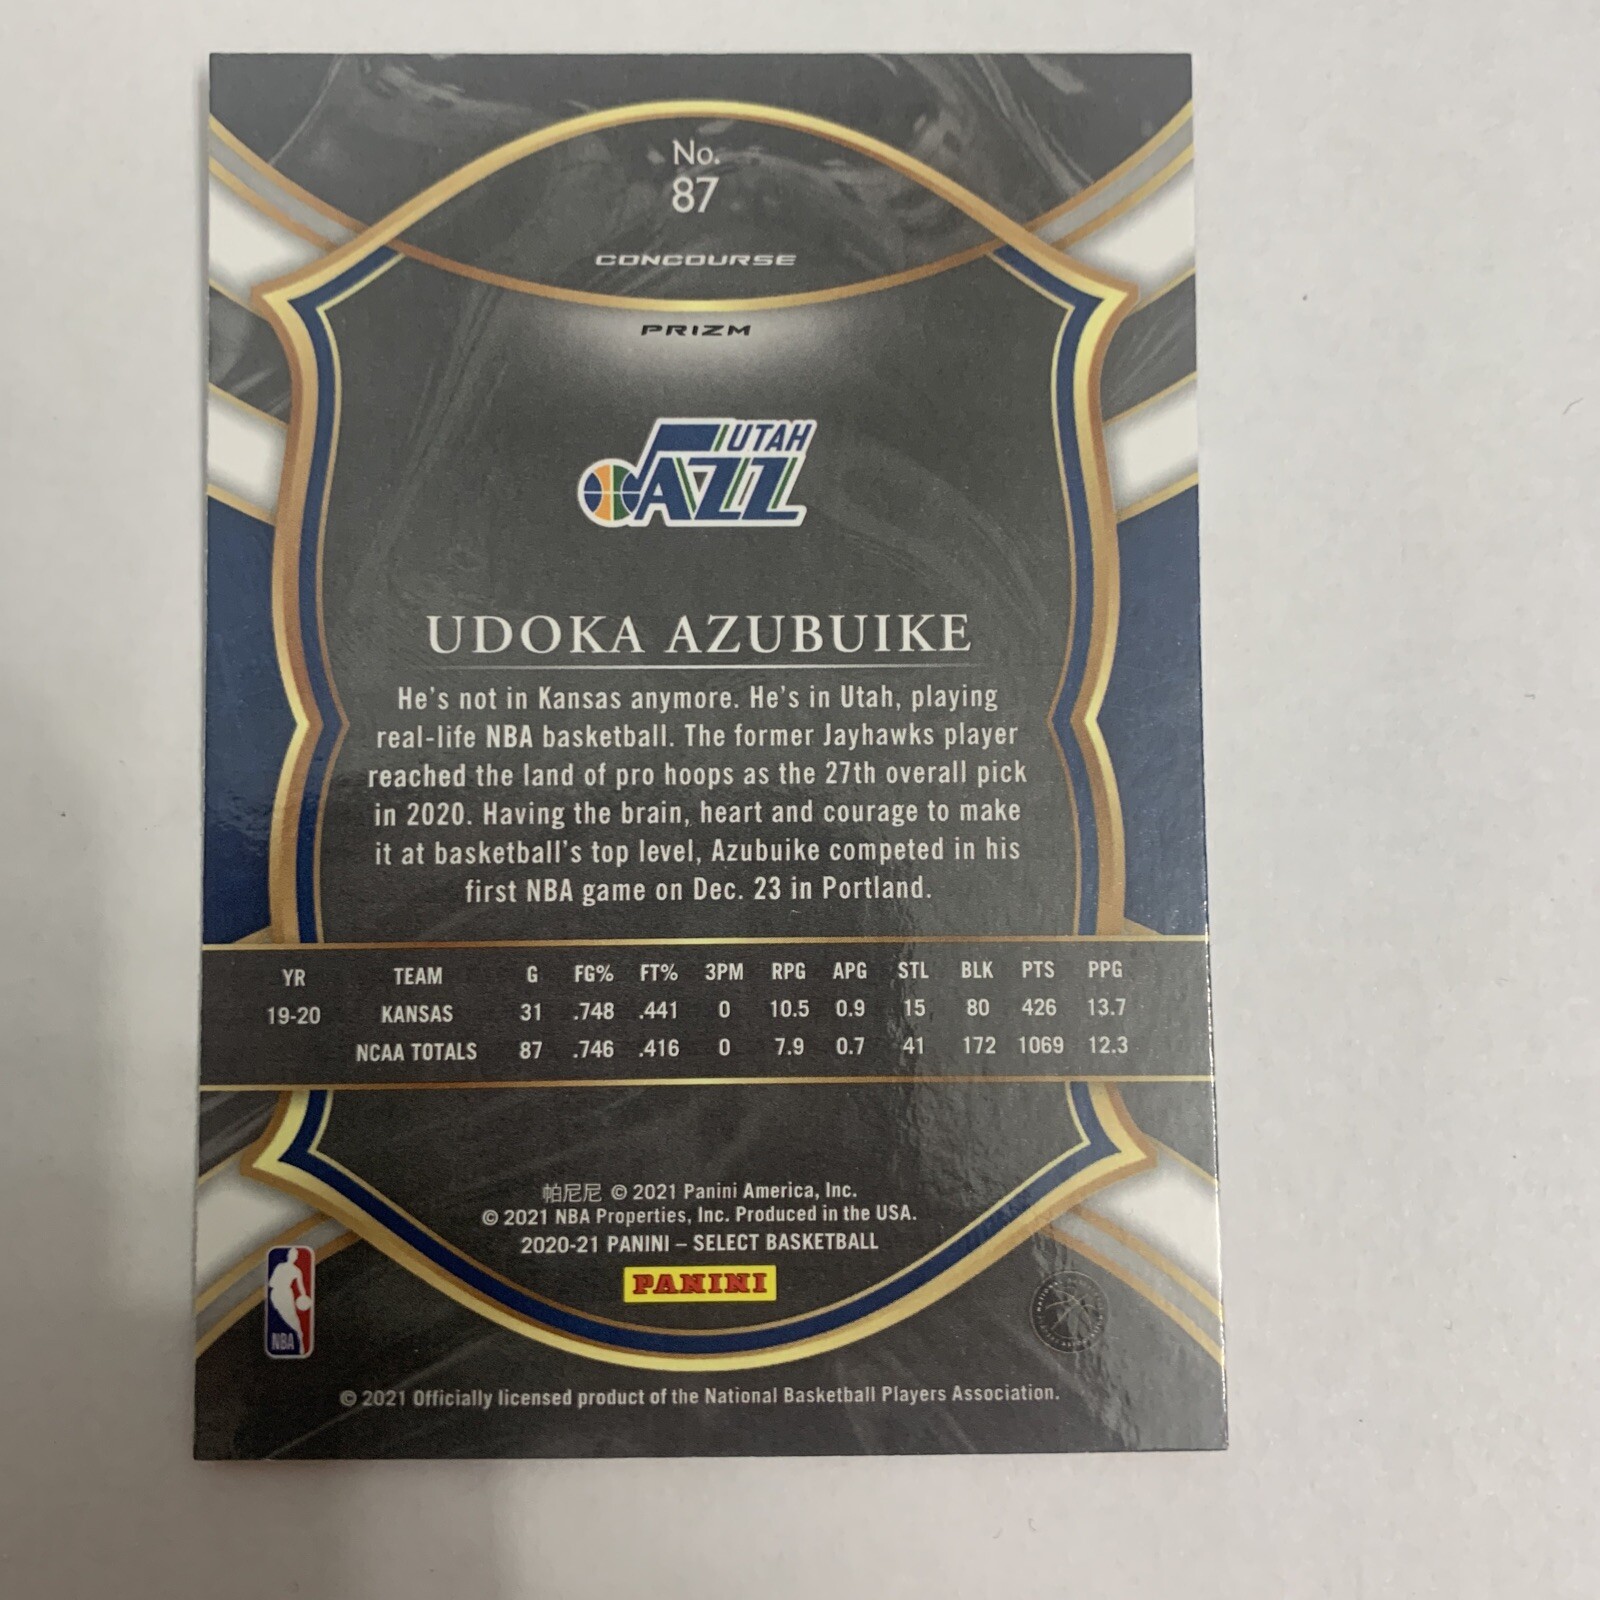 No.
87
CONCOURSE
PRIZM
UTAH
JAZZ
UDOKA AZUBUIKE
He's not in Kansas anymore. He's in Utah, playing
real-life NBA basketball. The former Jayhawks player
reached the land of pro hoops as the 27th overall pick
in 2020. Having the brain, heart and courage to make
it at basketball's top level, Azubuike competed in his
first NBA game on Dec. 23 in Portland.
YR TEAM G FG% FT% 3PM RPG APG STL BLK PTS PPG
19-20 KANSAS 31 .748 .441 0 10.5 0.9 15 80 426 13.7
NCAA TOTALS 87 .746 .416 0 7.9 0.7 41 172 1069 12.3
帕尼尼 © 2021 Panini America, Inc.
© 2021 NBA Properties, Inc. Produced in the USA.
2020-21 PANINI – SELECT BASKETBALL
PANINI
NBA
© 2021 Officially licensed product of the National Basketball Players Association.